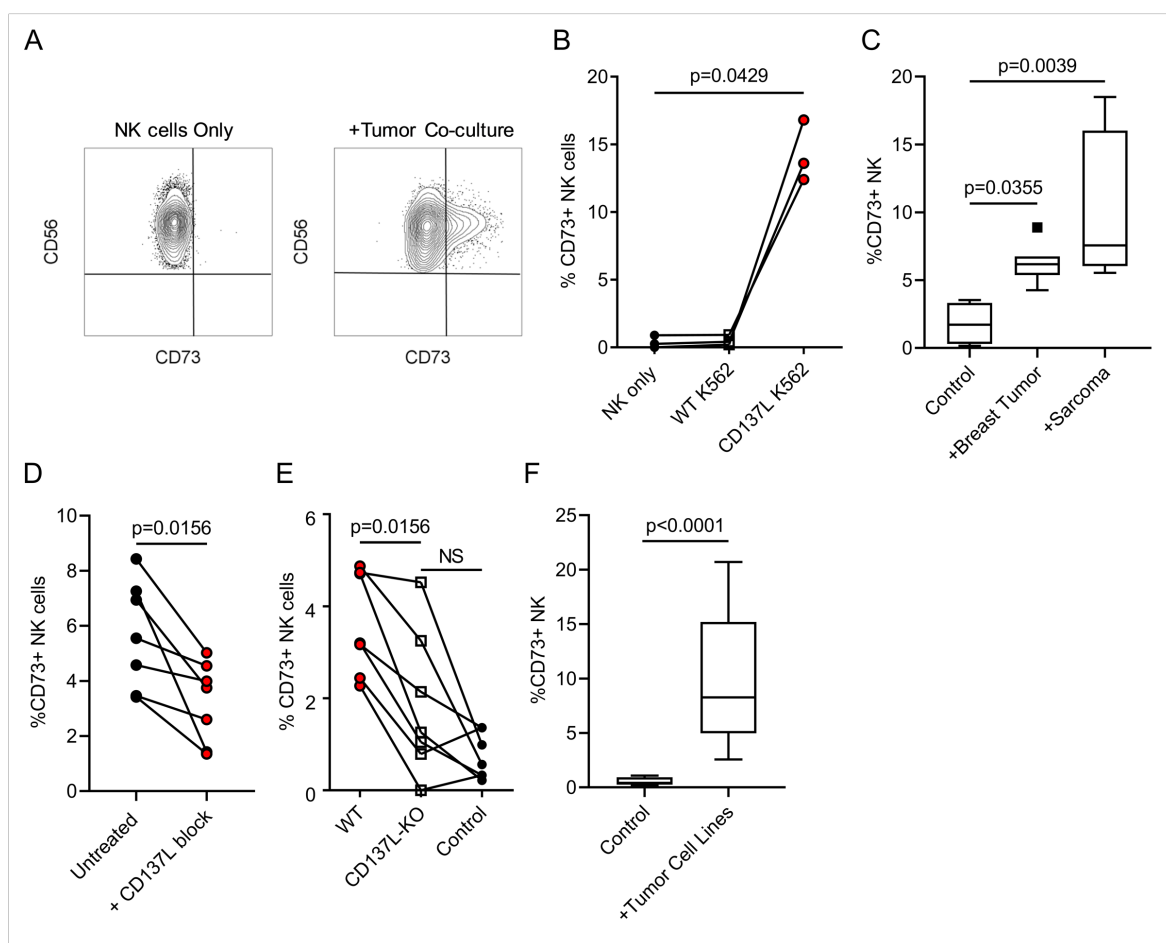 A
NK cells Only
CD56
CD73
+Tumor Co-culture
CD56
CD73
B
p=0.0429
% CD73+ NK cells
20
15
10
5
0
NK only
WT K562
CD137L K562
C
p=0.0039
p=0.0355
%CD73+ NK
20
15
10
5
0
Control
+Breast Tumor
+Sarcoma
D
p=0.0156
%CD73+ NK cells
10
8
6
4
2
0
Untreated
+ CD137L block
E
p=0.0156
NS
% CD73+ NK cells
6
4
2
0
WT
CD137L-KO
Control
F
p<0.0001
%CD73+ NK
25
20
15
10
5
0
Control
+Tumor Cell Lines